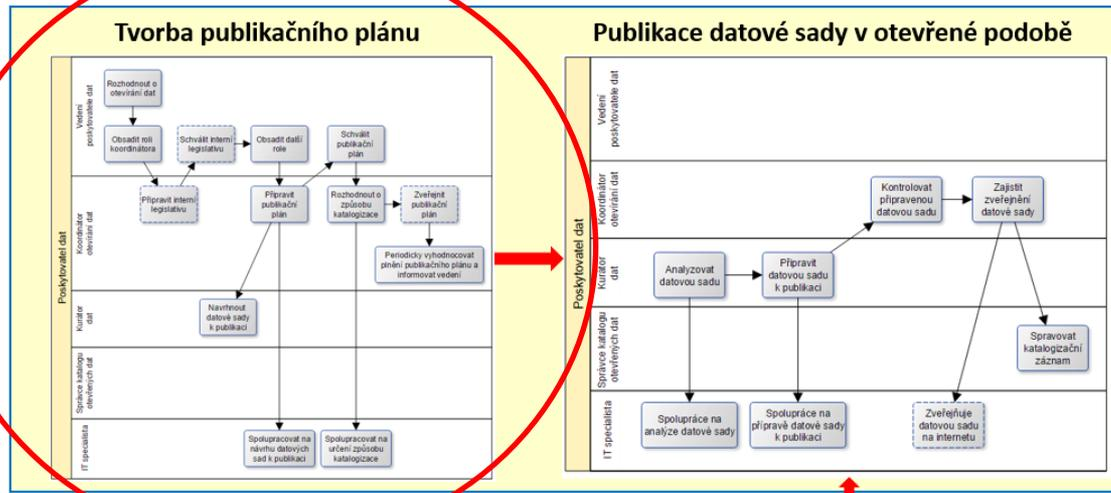 Tvorba publikačního plánu
Poskytovatel dat
Vedení
poskytovatele dat
Rozhodnout o
otevírání dat
Obsadit roli
koordinátora
Schválit interní
legislativu
Obsadit další
role
Schválit
publikační
plán
Koordinátor
otevírání dat
Připravit interní
legislativu
Připravit
publikační
plán
Rozhodnout o
způsobu
katalogizace
Zveřejnit
publikační
plán
Periodicky vyhodnocovat
plnění publikačního plánu a
informovat vedení
Kurátor
dat
Navrhnout
datové sady
k publikaci
Správce katalogu
otevřených dat
IT specialista
Spolupracovat na
návrhu datových
sad k publikaci
Spolupracovat na
určení způsobu
katalogizace
Publikace datové sady v otevřené podobě
Poskytovatel dat
Vedení
poskytovatele dat
Koordinátor
otevírání dat
Kontrolovat
připravenou
datovou sadu
Zajistit
zveřejnění
datové sady
Kurátor
dat
Analyzovat
datovou sadu
Připravit
datovou sadu
k publikaci
Správce katalogu
otevřených dat
Spravovat
katalogizační
záznam
IT specialista
Spolupráce na
analýze datové sady
Spolupráce na
přípravě datové sady
k publikaci
Zveřejňuje
datovou sadu
na internetu